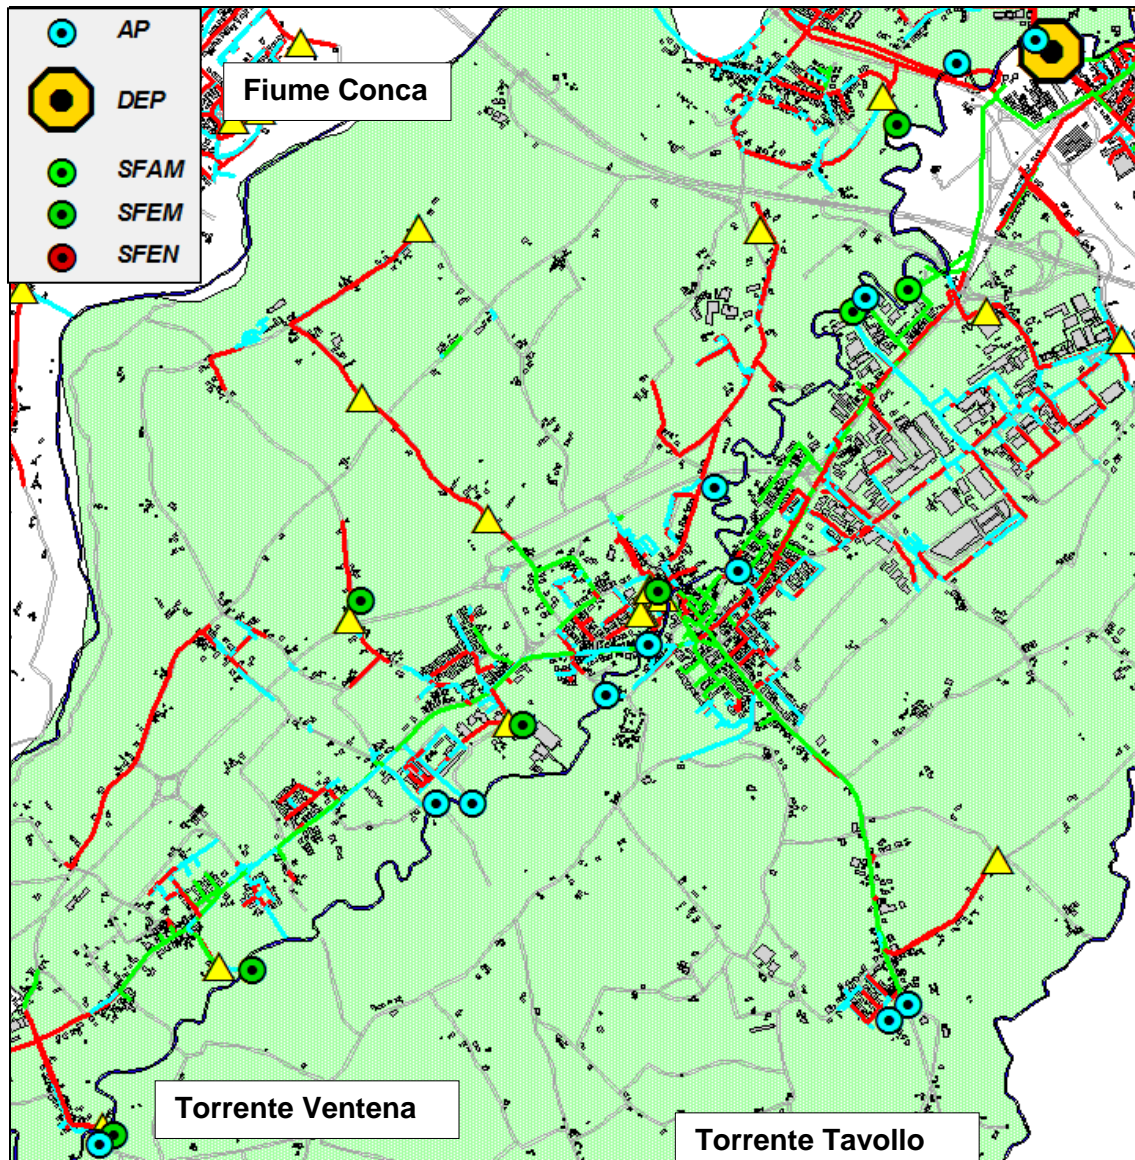 AP
DEP
SFAM
SFEM
SFEN
Fiume Conca
Torrente Ventena
Torrente Tavollo